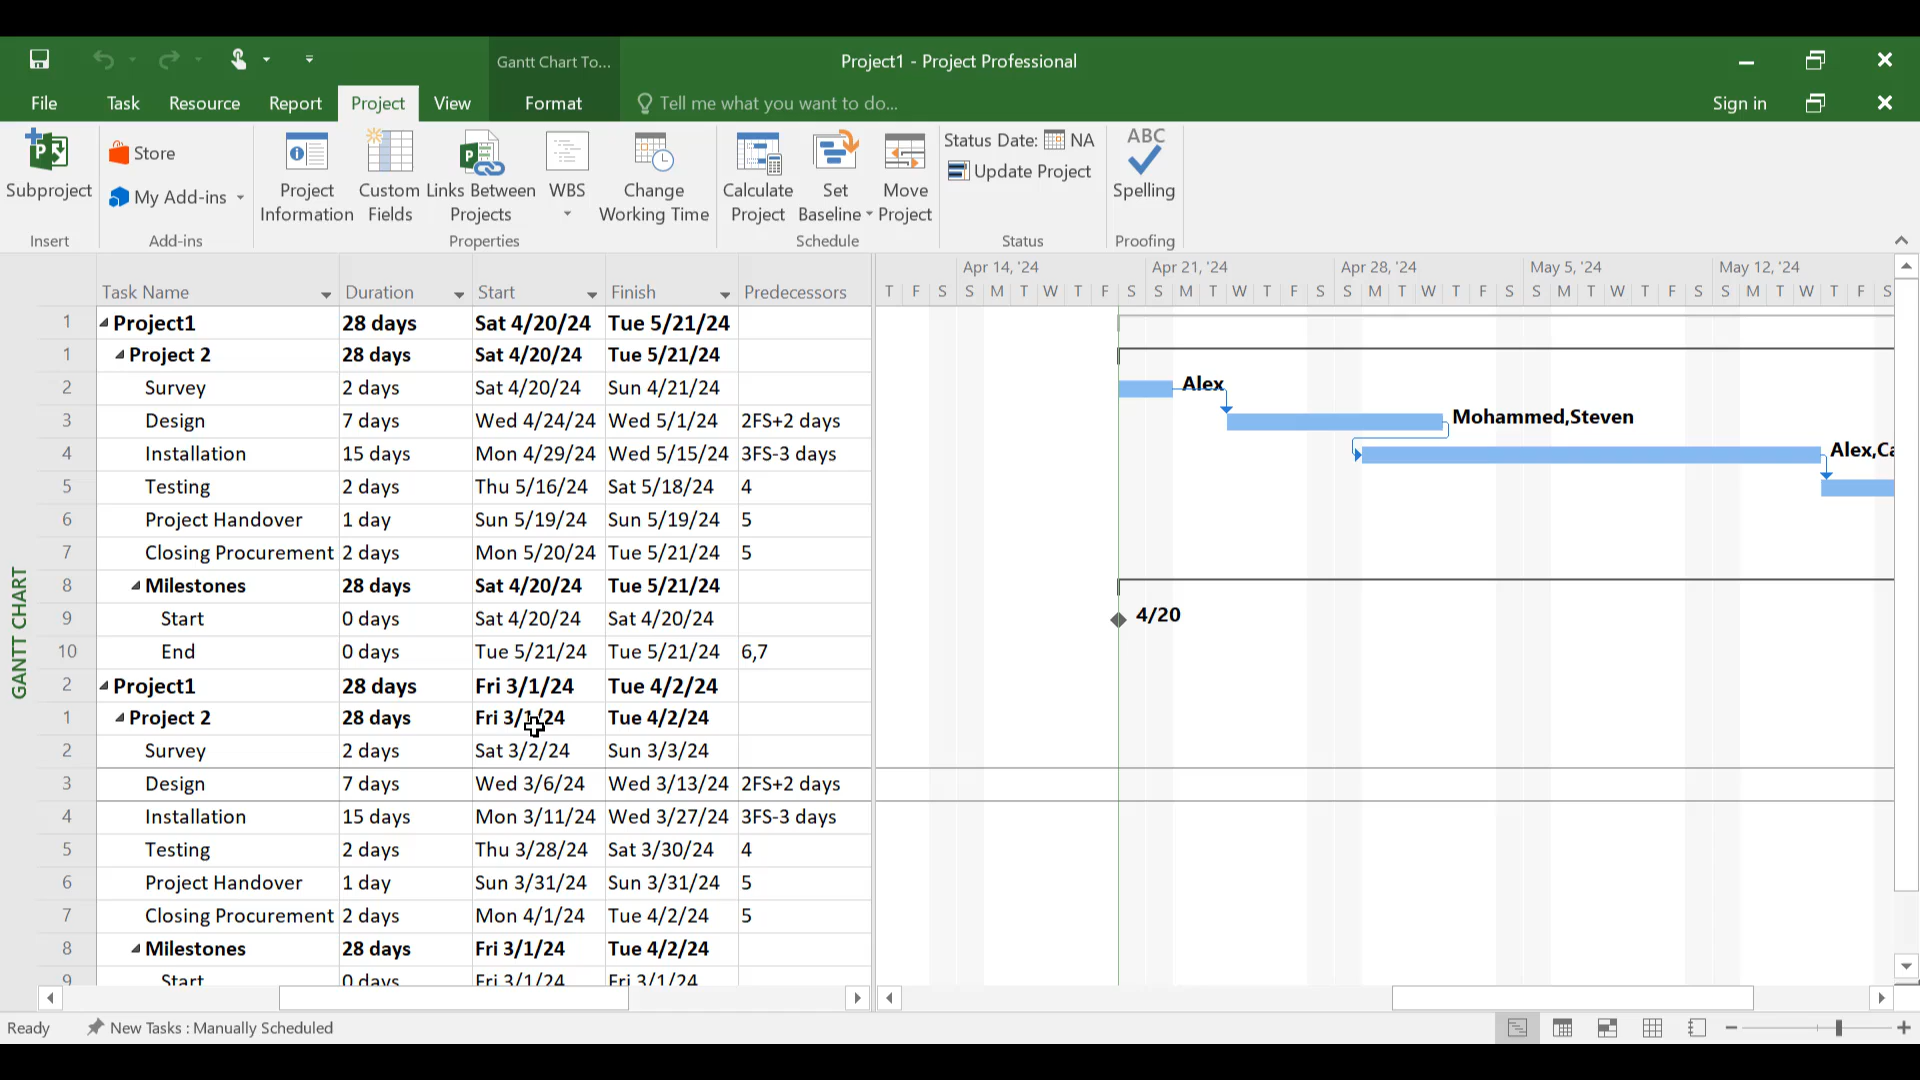 Gantt Chart To...
Project1 - Project Professional
File Task Resource Report Project View Format Tell me what you want to do... Sign in
Subproject
Insert
Store
My Add-ins
Add-ins
Project Information
Custom Fields
Links Between Projects
WBS
Change Working Time
Properties
Calculate Project
Set Baseline
Move Project
Schedule
Status Date: NA
Update Project
Status
ABC
Spelling
Proofing
Task Name Duration Start Finish Predecessors
1 Project1 28 days Sat 4/20/24 Tue 5/21/24
1 Project 2 28 days Sat 4/20/24 Tue 5/21/24
2 Survey 2 days Sat 4/20/24 Sun 4/21/24
3 Design 7 days Wed 4/24/24 Wed 5/1/24 2FS+2 days
4 Installation 15 days Mon 4/29/24 Wed 5/15/24 3FS-3 days
5 Testing 2 days Thu 5/16/24 Sat 5/18/24 4
6 Project Handover 1 day Sun 5/19/24 Sun 5/19/24 5
7 Closing Procurement 2 days Mon 5/20/24 Tue 5/21/24 5
8 Milestones 28 days Sat 4/20/24 Tue 5/21/24
9 Start 0 days Sat 4/20/24 Sat 4/20/24
10 End 0 days Tue 5/21/24 Tue 5/21/24 6,7
2 Project1 28 days Fri 3/1/24 Tue 4/2/24
1 Project 2 28 days Fri 3/1/24 Tue 4/2/24
2 Survey 2 days Sat 3/2/24 Sun 3/3/24
3 Design 7 days Wed 3/6/24 Wed 3/13/24 2FS+2 days
4 Installation 15 days Mon 3/11/24 Wed 3/27/24 3FS-3 days
5 Testing 2 days Thu 3/28/24 Sat 3/30/24 4
6 Project Handover 1 day Sun 3/31/24 Sun 3/31/24 5
7 Closing Procurement 2 days Mon 4/1/24 Tue 4/2/24 5
8 Milestones 28 days Fri 3/1/24 Tue 4/2/24
9 Start 0 days Fri 3/1/24 Fri 3/1/24
GANTT CHART
Apr 14, '24 Apr 21, '24 Apr 28, '24 May 5, '24 May 12, '24
T F S S M T W T F S S M T W T F S S M T W T F S S M T W T F S S M T W T F S
Alex
Mohammed,Steven
Alex,Ca
4/20
Ready New Tasks : Manually Scheduled